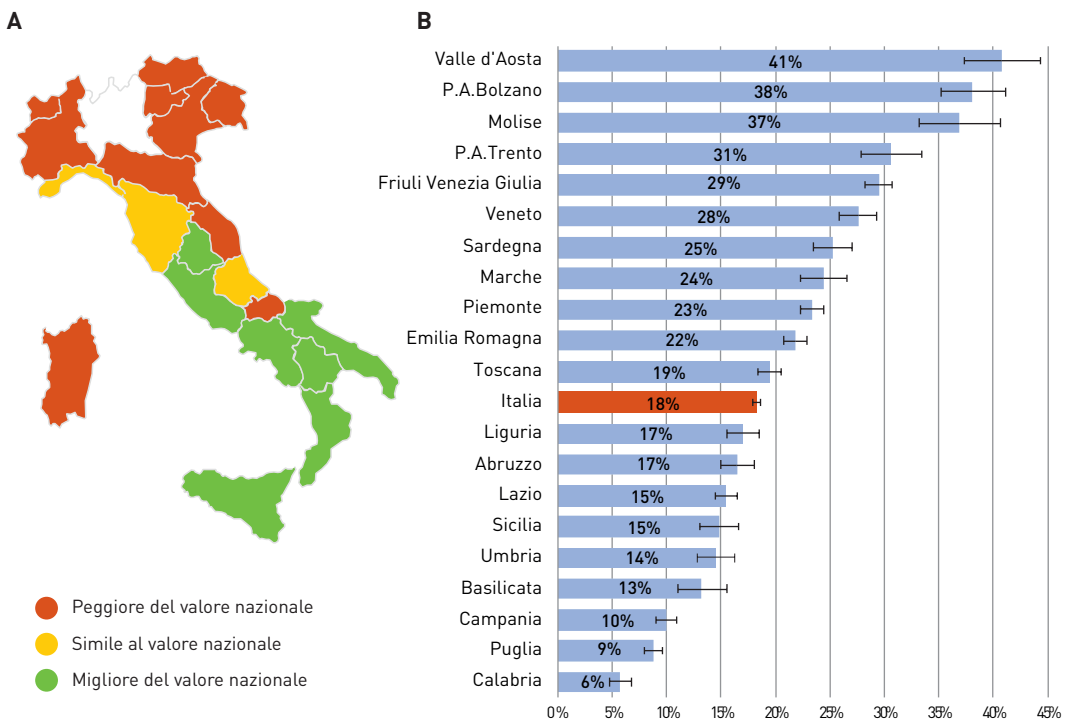 A
B
Valle d'Aosta 41%
P.A.Bolzano 38%
Molise 37%
P.A.Trento 31%
Friuli Venezia Giulia 29%
Veneto 28%
Sardegna 25%
Marche 24%
Piemonte 23%
Emilia Romagna 22%
Toscana 19%
Italia 18%
Liguria 17%
Abruzzo 17%
Lazio 15%
Sicilia 15%
Umbria 14%
Basilicata 13%
Campania 10%
Puglia 9%
Calabria 6%
0% 5% 10% 15% 20% 25% 30% 35% 40% 45%
Peggiore del valore nazionale
Simile al valore nazionale
Migliore del valore nazionale